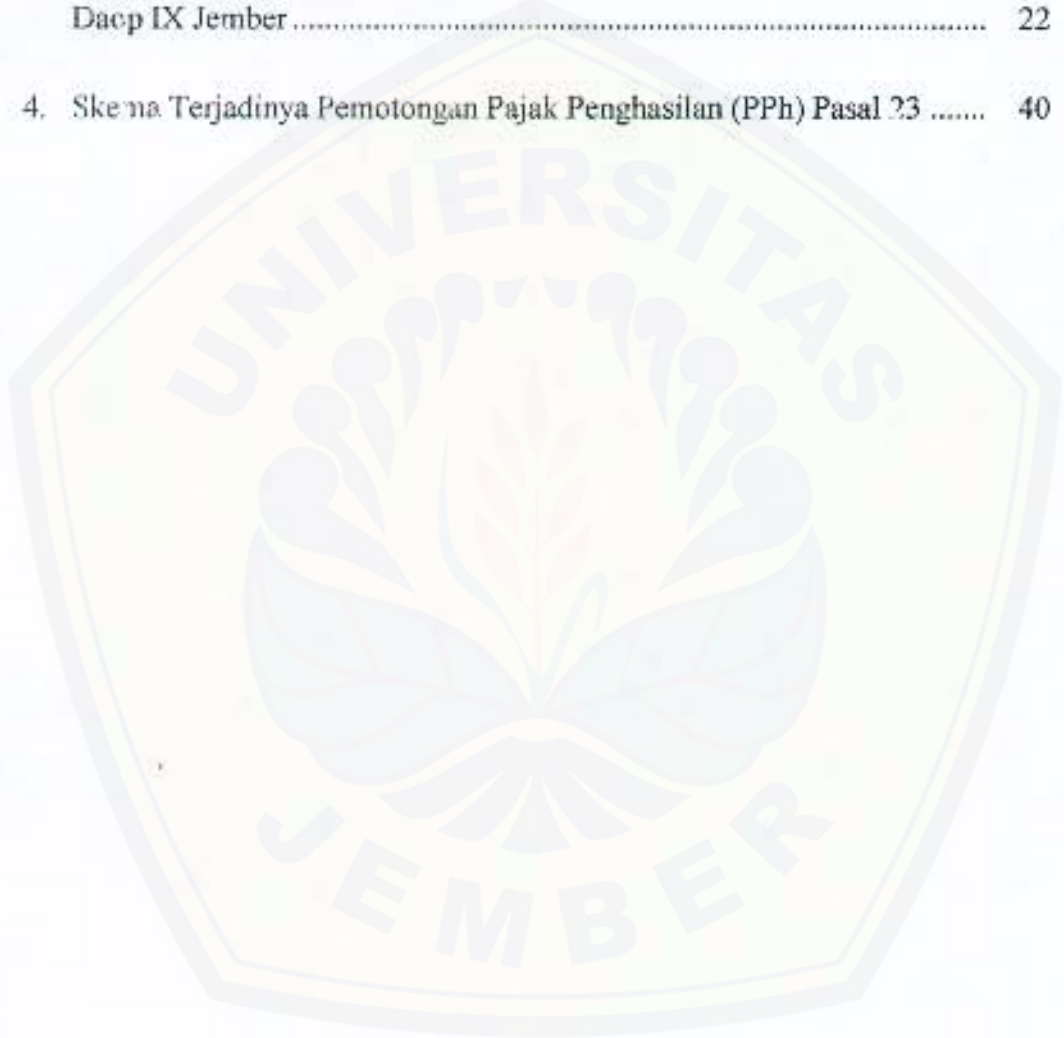 Daop IX Jember ........................................................................................ 22
4. Skema Terjadinya Pemotongan Pajak Penghasilan (PPh) Pasal 23 ....... 40
UNIVERSITAS
JEMBER